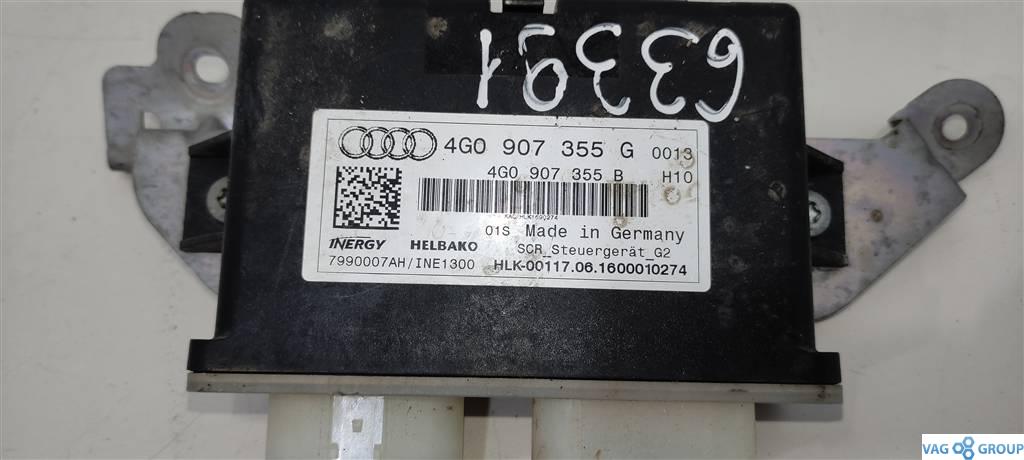 63391
4G0 907 355 G 0013
4G0 907 355 B H10
01S Made in Germany
INERGY HELBAKO SCR_Steuergerät_G2
7990007AH/INE1300 HLK-00117.06.1600010274
VAG GROUP